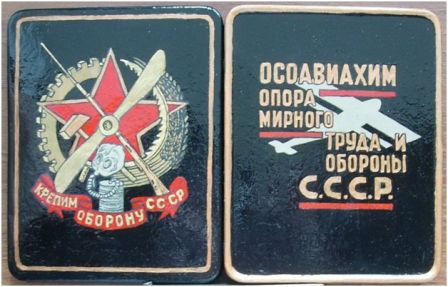 КРЕПИМ ОБОРОНУ СССР
ОСОАВИАХИМ
ОПОРА
МИРНОГО
ТРУДА И
ОБОРОНЫ
С.С.С.Р.